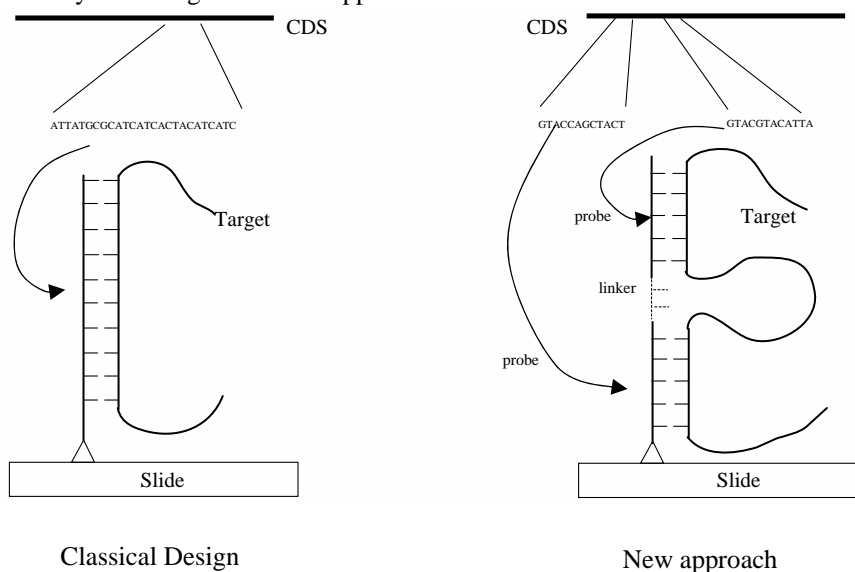 CDS
ATTATGCGCATCATCACTACATCATC
Target
Slide
Classical Design
CDS
GTACCAGCTACT
GTACGTACATTA
probe
Target
linker
probe
Slide
New approach